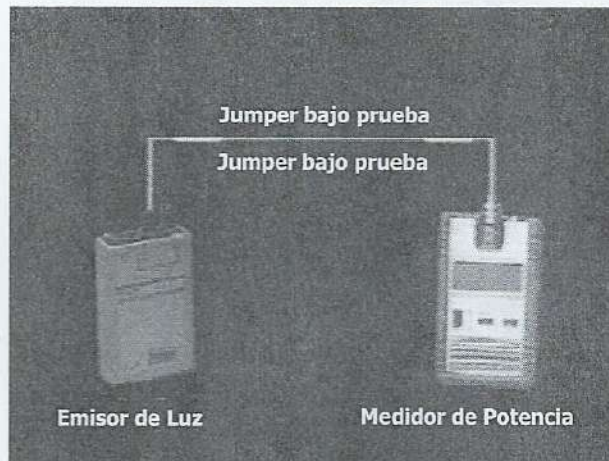 Jumper bajo prueba
Jumper bajo prueba
Emisor de Luz
Medidor de Potencia